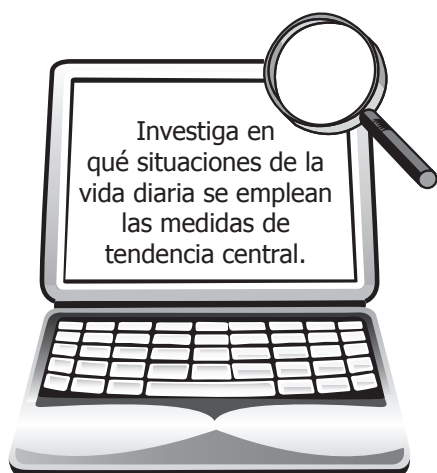 Investiga en
qué situaciones de la
vida diaria se emplean
las medidas de
tendencia central.